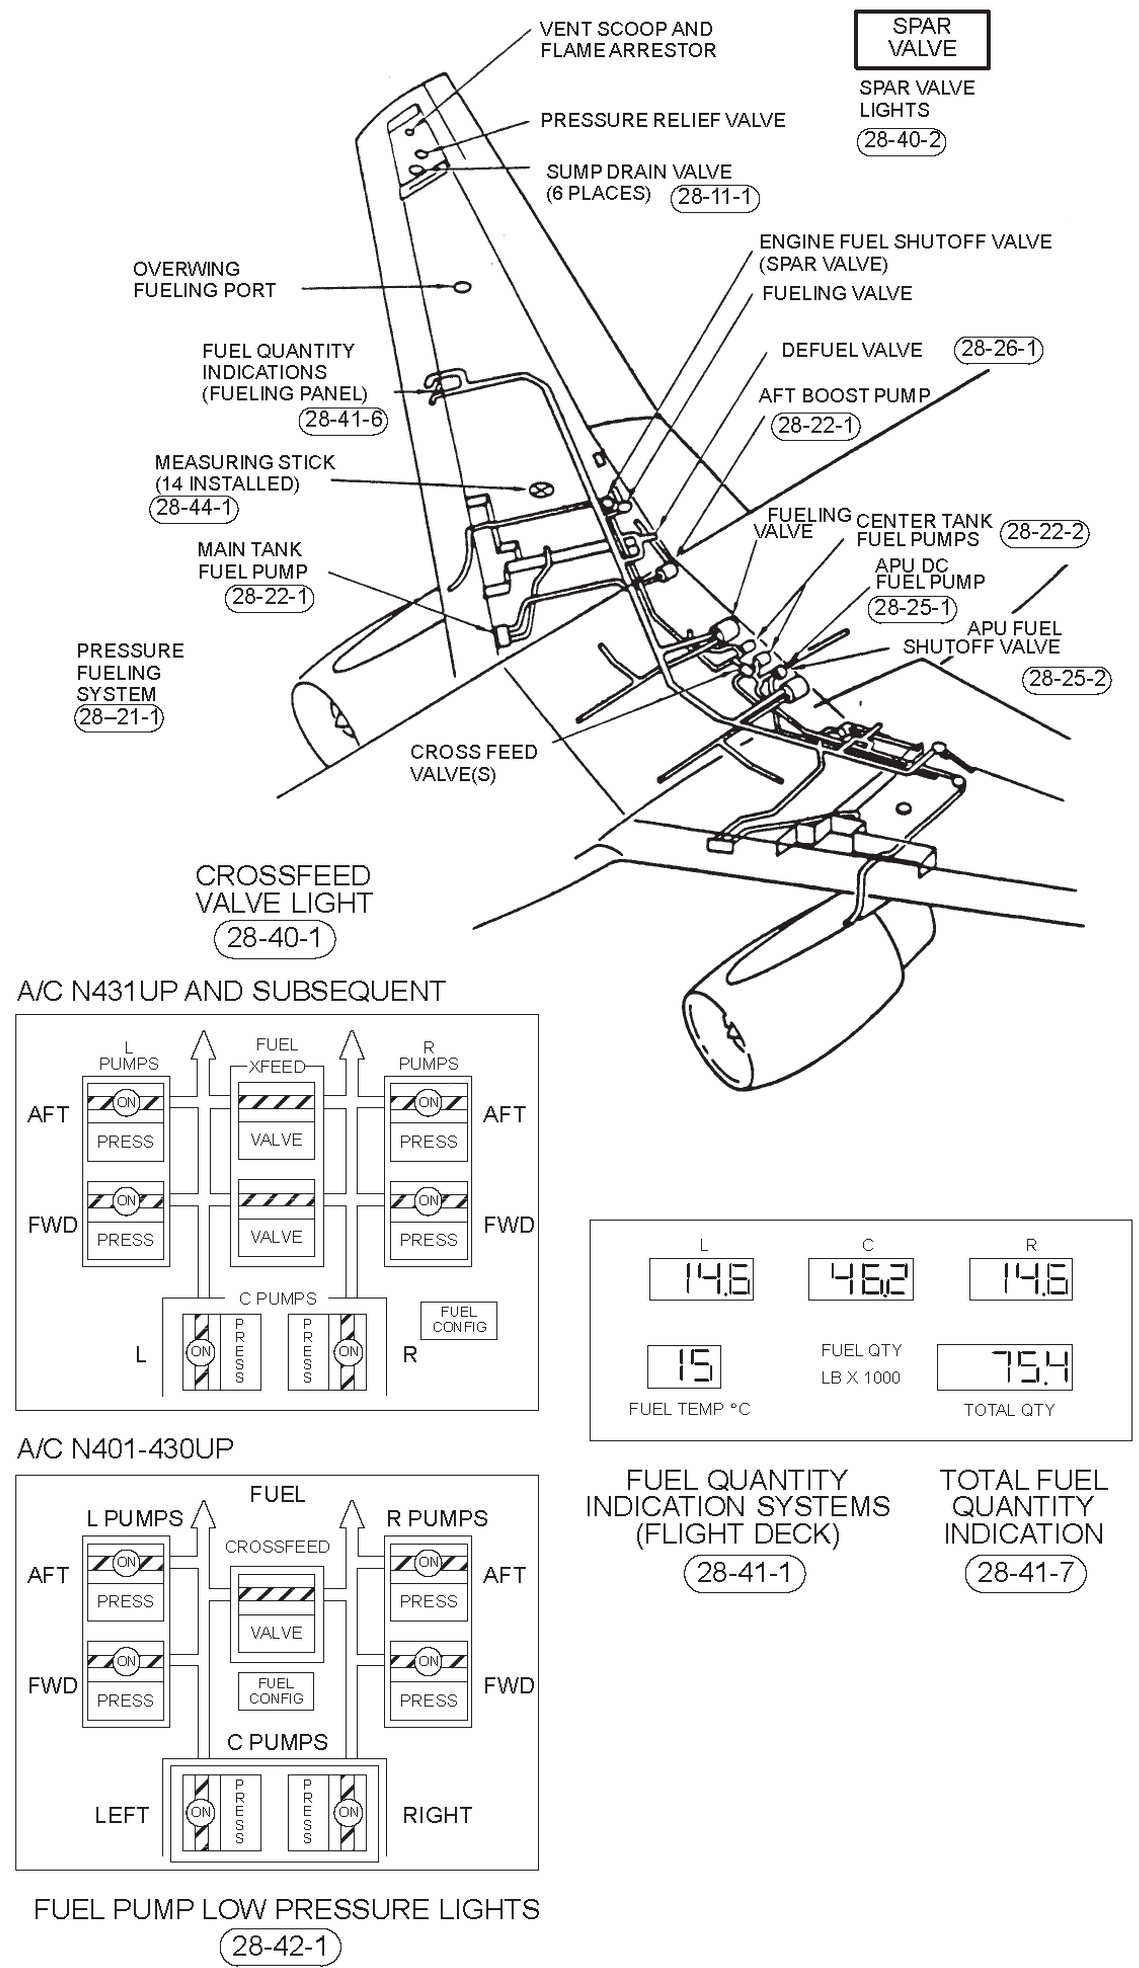 VENT SCOOP AND
FLAME ARRESTOR
SPAR
VALVE
SPAR VALVE
LIGHTS
28-40-2
PRESSURE RELIEF VALVE
SUMP DRAIN VALVE
(6 PLACES)
28-11-1
ENGINE FUEL SHUTOFF VALVE
(SPAR VALVE)
FUELING VALVE
OVERWING
FUELING PORT
FUEL QUANTITY
INDICATIONS
(FUELING PANEL)
28-41-6
DEFUEL VALVE
28-26-1
AFT BOOST PUMP
28-22-1
MEASURING STICK
(14 INSTALLED)
28-44-1
MAIN TANK
FUEL PUMP
28-22-1
FUELING
VALVE
CENTER TANK
FUEL PUMPS
28-22-2
APU DC
FUEL PUMP
28-25-1
APU FUEL
SHUTOFF VALVE
28-25-2
PRESSURE
FUELING
SYSTEM
28–21-1
CROSS FEED
VALVE(S)
CROSSFEED
VALVE LIGHT
28-40-1
A/C N431UP AND SUBSEQUENT
L
PUMPS
FUEL
XFEED
R
PUMPS
AFT
ON
ON
AFT
PRESS
VALVE
PRESS
FWD
ON
ON
FWD
PRESS
VALVE
PRESS
C PUMPS
FUEL
CONFIG
L
ON
PRESS
PRESS
ON
R
L
C
R
14.6
46.2
14.6
15
FUEL QTY
LB X 1000
75.4
FUEL TEMP °C
TOTAL QTY
FUEL QUANTITY
INDICATION SYSTEMS
(FLIGHT DECK)
28-41-1
TOTAL FUEL
QUANTITY
INDICATION
28-41-7
A/C N401-430UP
FUEL
L PUMPS
R PUMPS
CROSSFEED
AFT
ON
ON
AFT
PRESS
VALVE
PRESS
FWD
ON
ON
FWD
PRESS
FUEL
CONFIG
PRESS
C PUMPS
LEFT
ON
PRESS
PRESS
ON
RIGHT
FUEL PUMP LOW PRESSURE LIGHTS
28-42-1